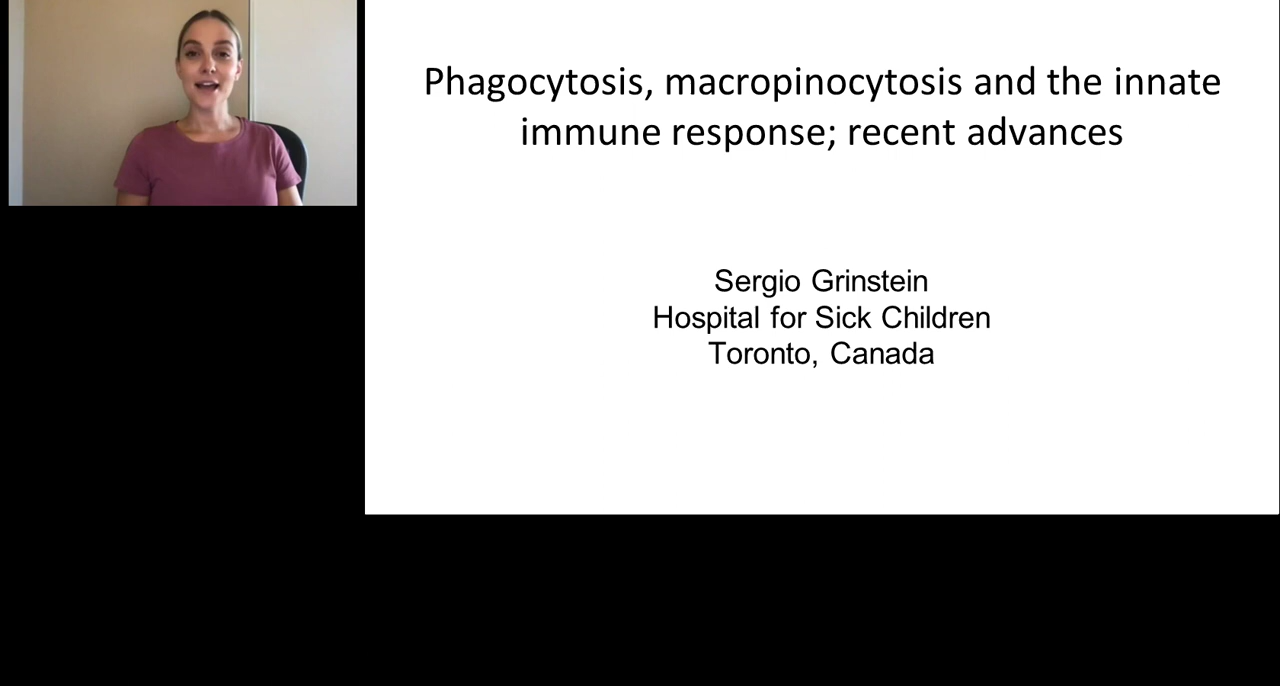 Phagocytosis, macropinocytosis and the innate
immune response; recent advances
Sergio Grinstein
Hospital for Sick Children
Toronto, Canada